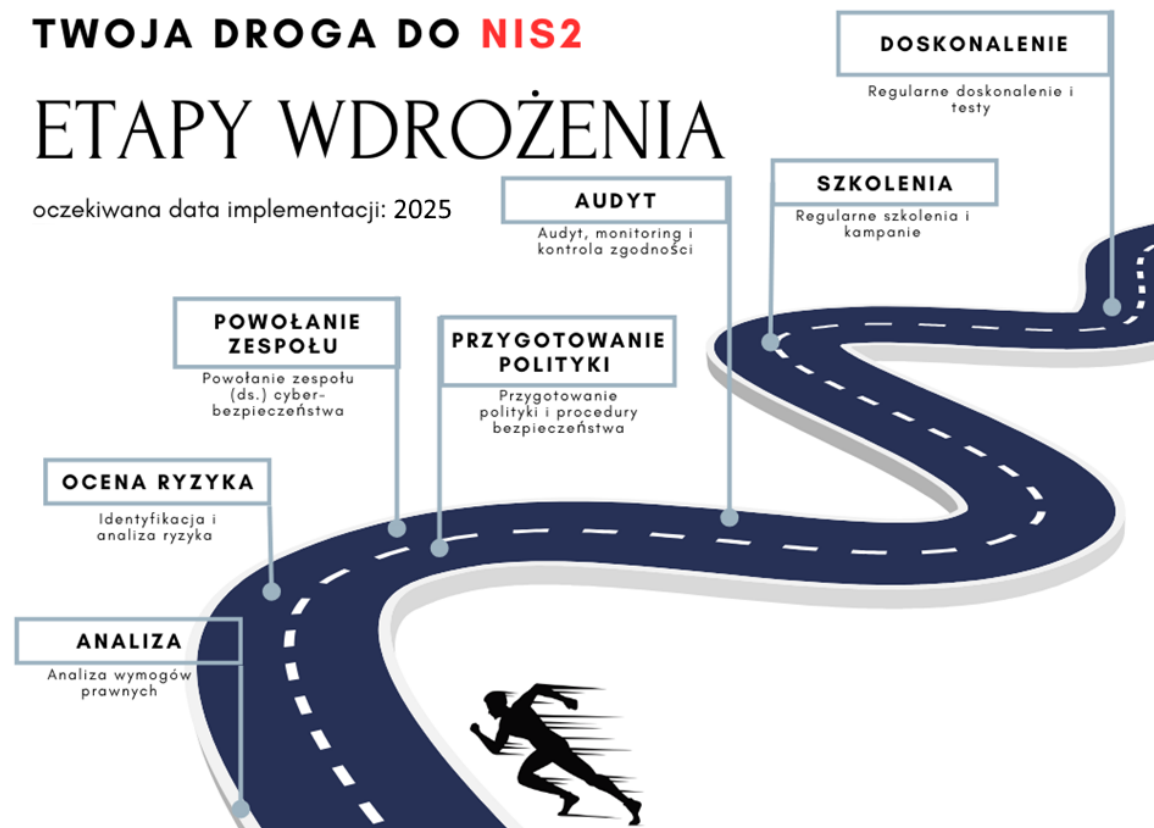 TWOJA DROGA DO NIS2
ETAPY WDROŻENIA
oczekiwana data implementacji: 2025
DOSKONALENIE
Regularne doskonalenie i
testy
SZKOLENIA
Regularne szkolenia i
kampanie
AUDYT
Audyt, monitoring i
kontrola zgodności
POWOŁANIE
ZESPOŁU
Powołanie zespołu
(ds.) cyber-
bezpieczeństwa
PRZYGOTOWANIE
POLITYKI
Przygotowanie
polityki i procedury
bezpieczeństwa
OCENA RYZYKA
Identyfikacja i
analiza ryzyka
ANALIZA
Analiza wymogów
prawnych